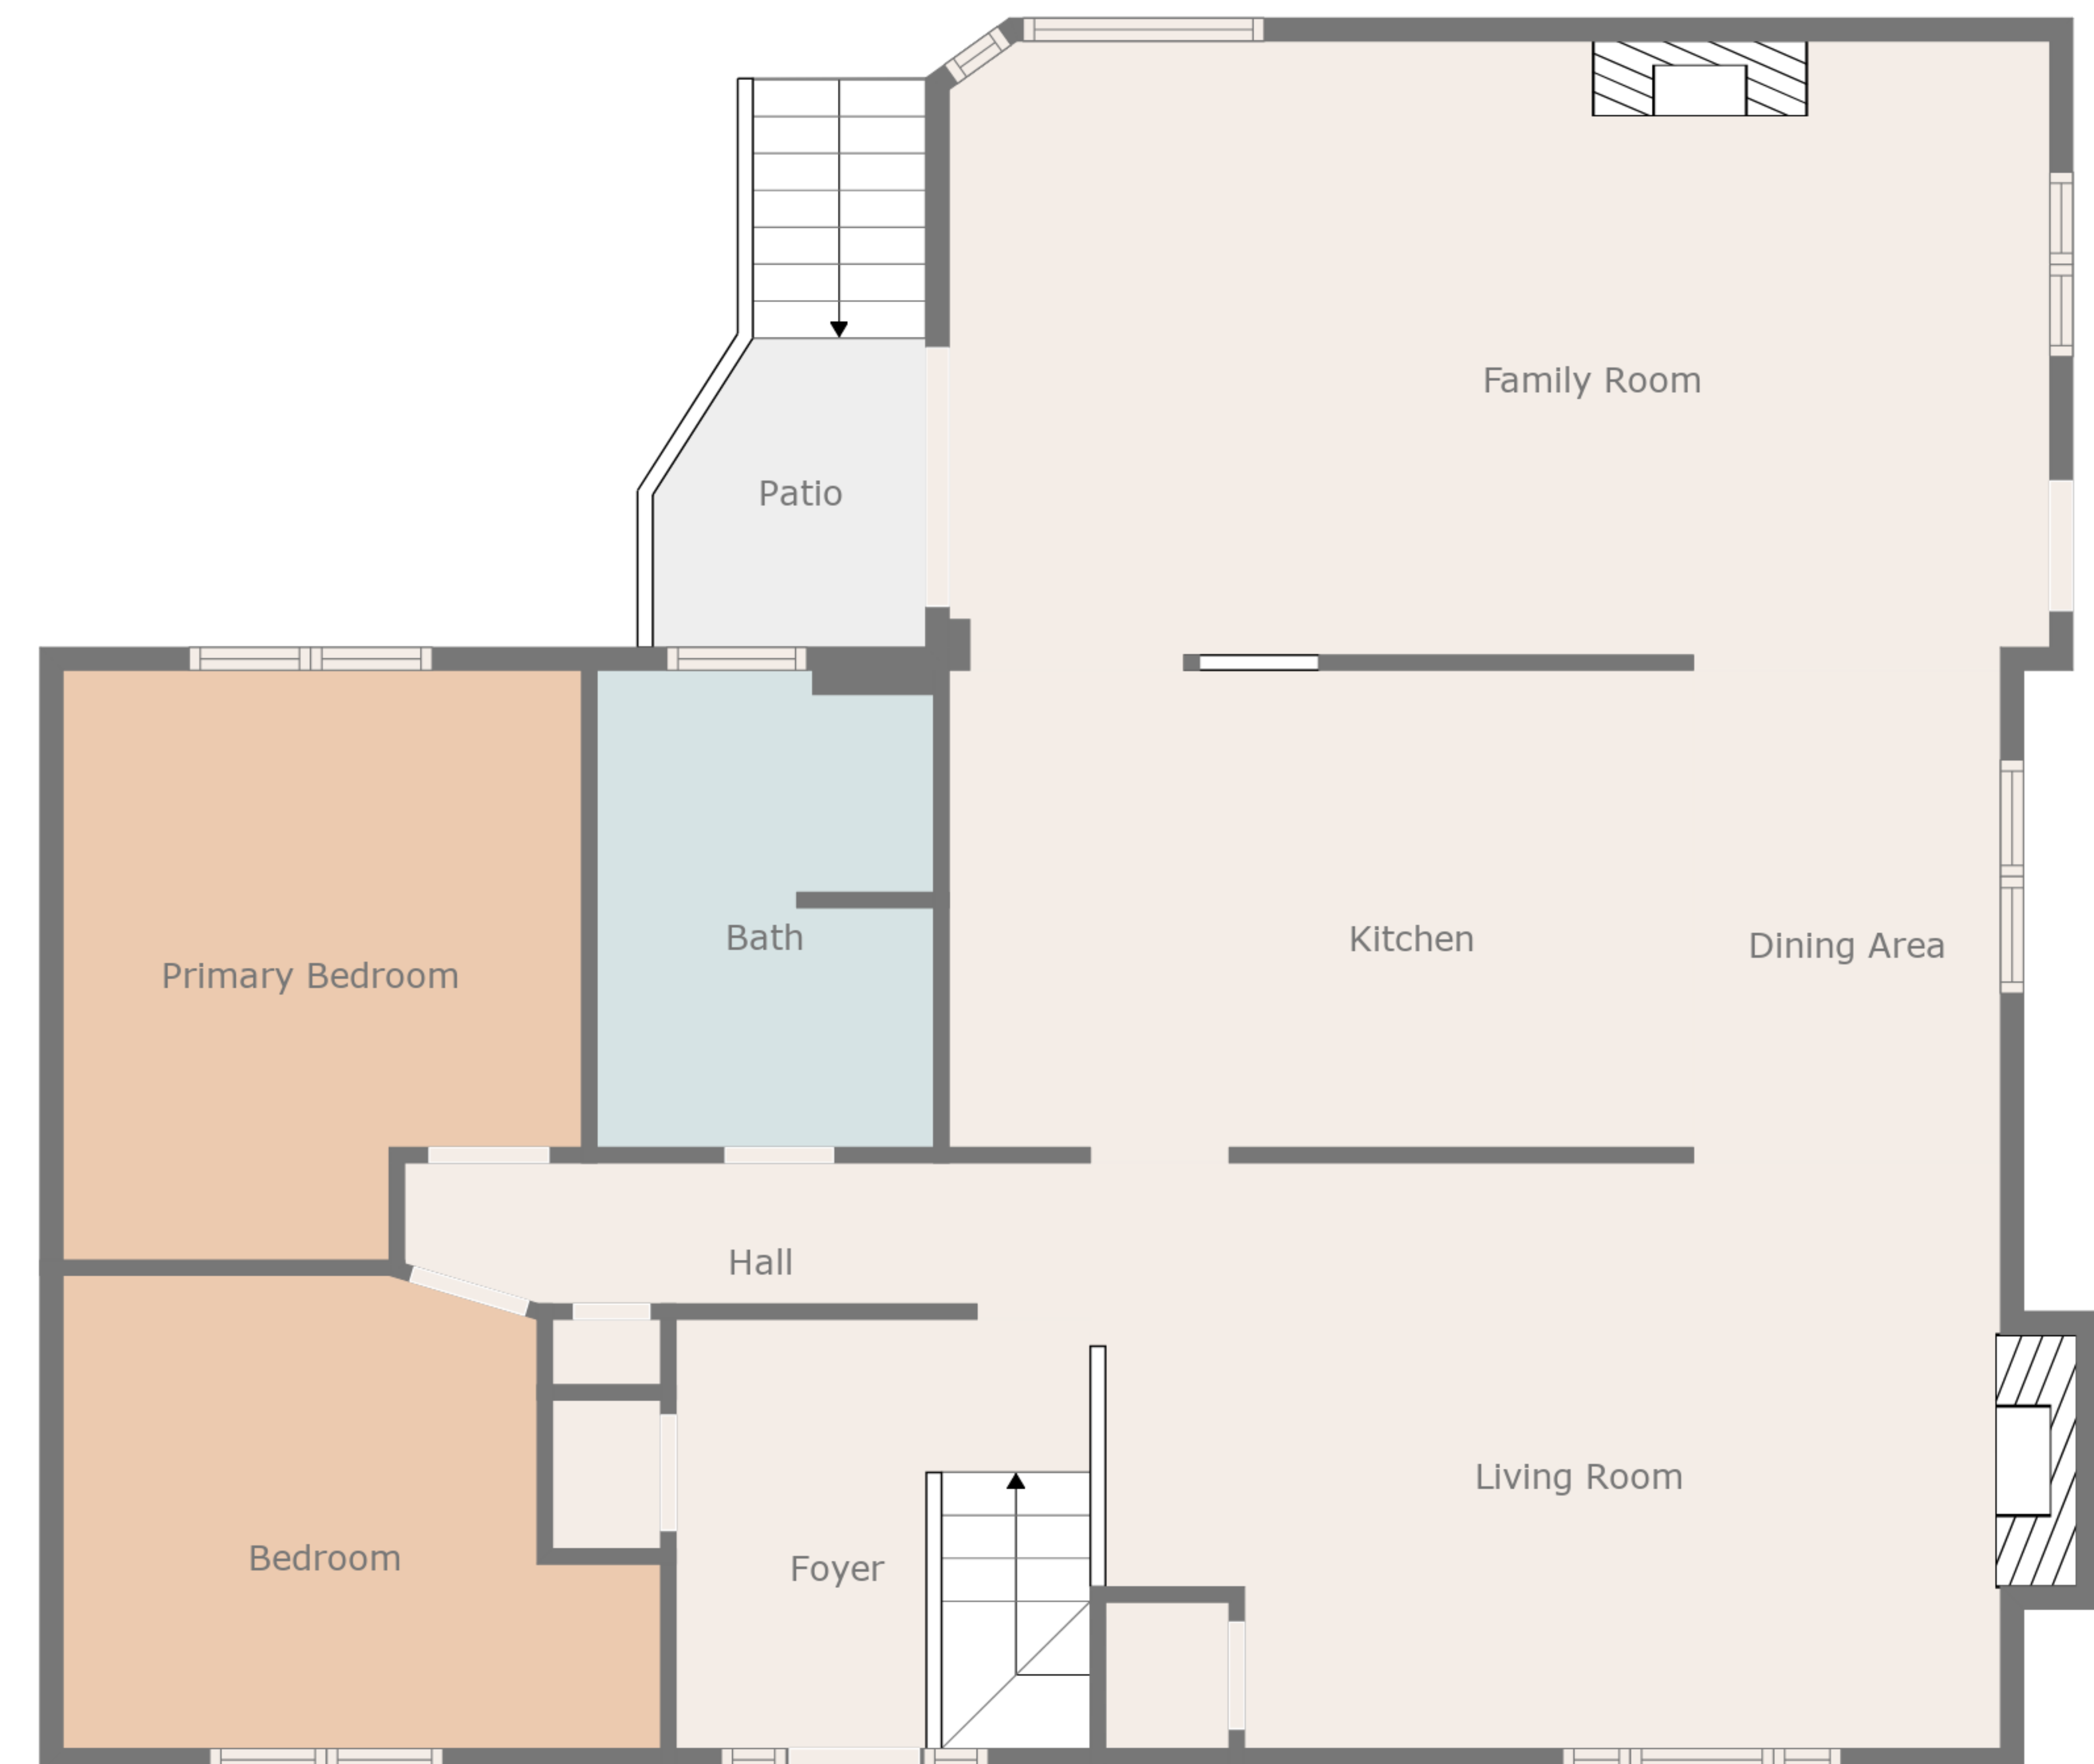 Family Room
Patio
Primary Bedroom
Bath
Kitchen
Dining Area
Hall
Bedroom
Foyer
Living Room